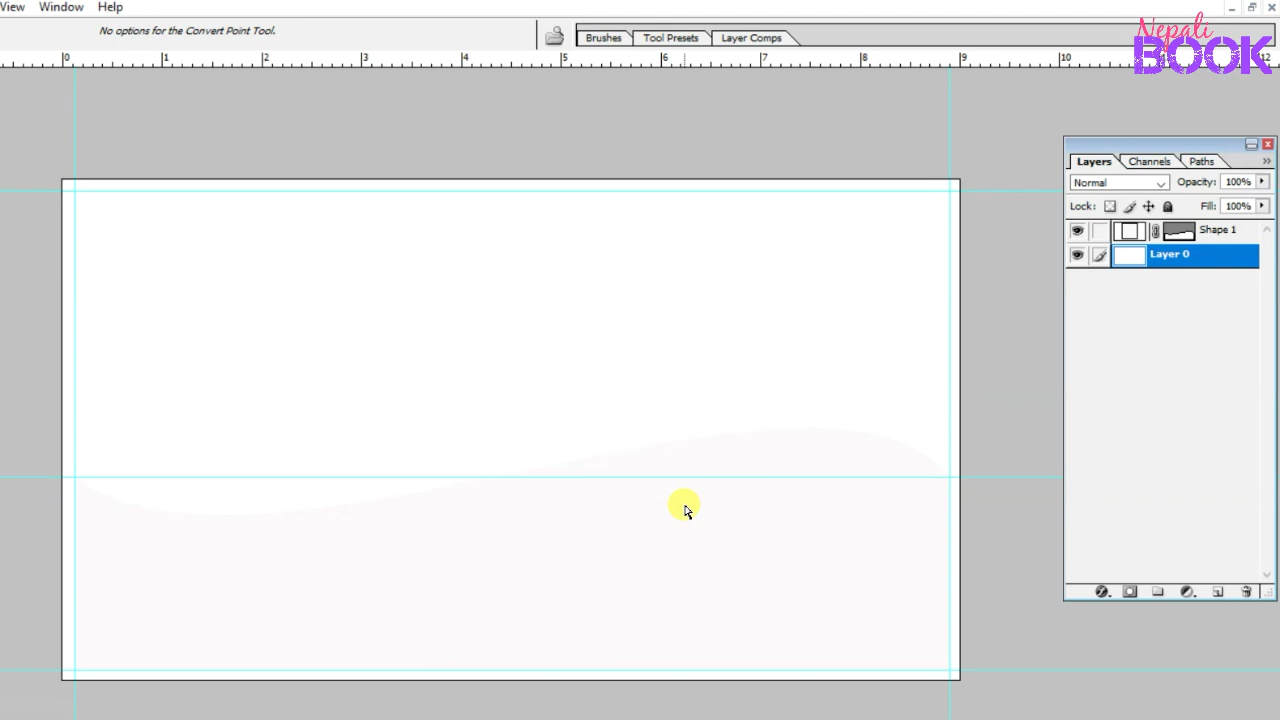 View Window Help
No options for the Convert Point Tool.
Brushes Tool Presets Layer Comps
Nepali
BOOK
0 1 2 3 4 5 6 7 8 9 10 12
Layers Channels Paths
Normal Opacity: 100%
Lock: Fill: 100%
Shape 1
Layer 0